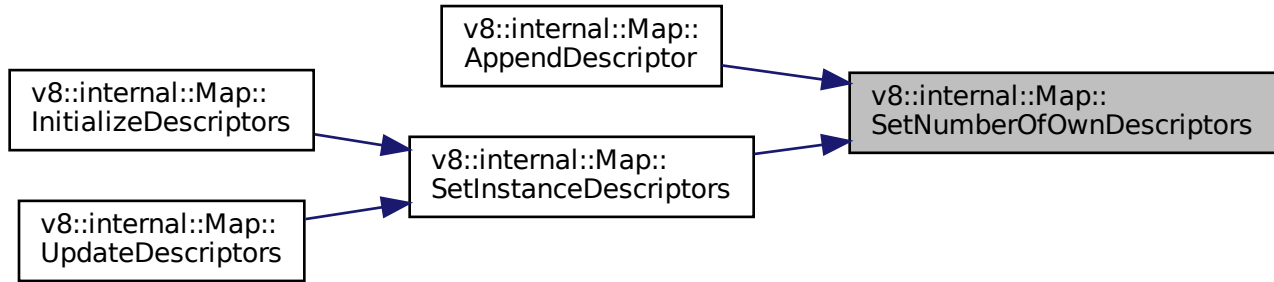 v8::internal::Map::
InitializeDescriptors
v8::internal::Map::
UpdateDescriptors
v8::internal::Map::
AppendDescriptor
v8::internal::Map::
SetInstanceDescriptors
v8::internal::Map::
SetNumberOfOwnDescriptors